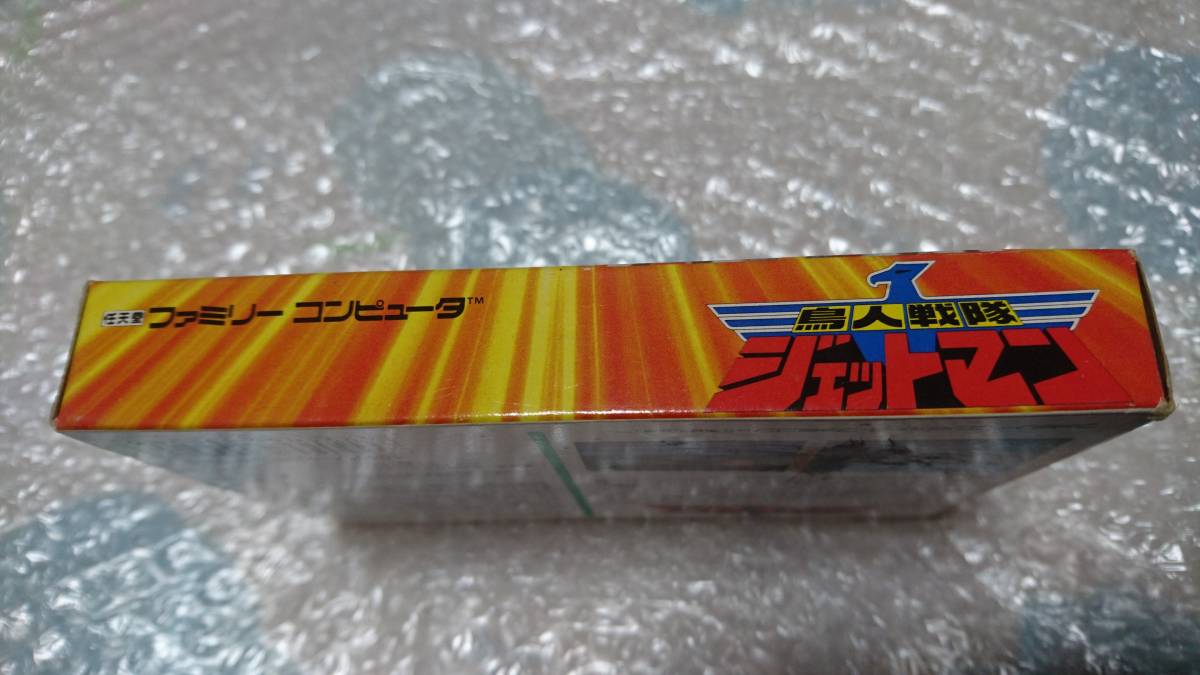 任天堂 ファミリー コンピュータ™
鳥人戦隊
ジェットマン